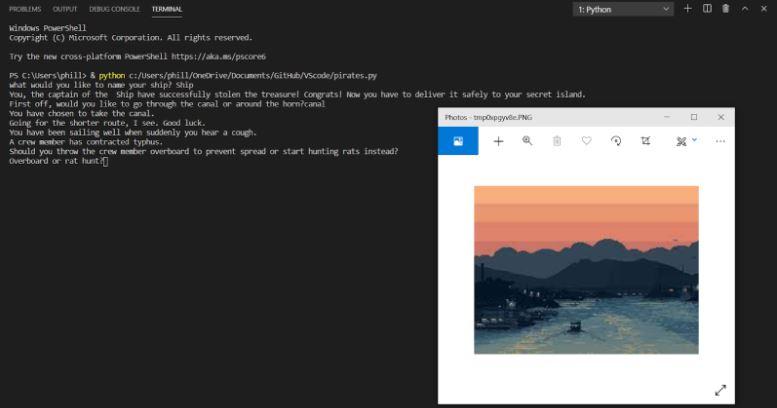 PROBLEMS OUTPUT DEBUG CONSOLE TERMINAL
1: Python
Windows PowerShell
Copyright (C) Microsoft Corporation. All rights reserved.
Try the new cross-platform PowerShell https://aka.ms/pscore6
PS C:\Users\phill> & python c:/Users/phill/OneDrive/Documents/GitHub/VScode/pirates.py
what would you like to name your ship? Ship
You, the captain of the  Ship have successfully stolen the treasure! Congrats! Now you have to deliver it safely to your secret island.
First off, would you like to go through the canal or around the horn?canal
You have chosen to take the canal.
Going for the shorter route, I see. Good luck.
You have been sailing well when suddenly you hear a cough.
A crew member has contracted typhus.
Should you throw the crew member overboard to prevent spread or start hunting rats instead?
Overboard or rat hunt?
Photos - tmp0xpgyv8e.PNG